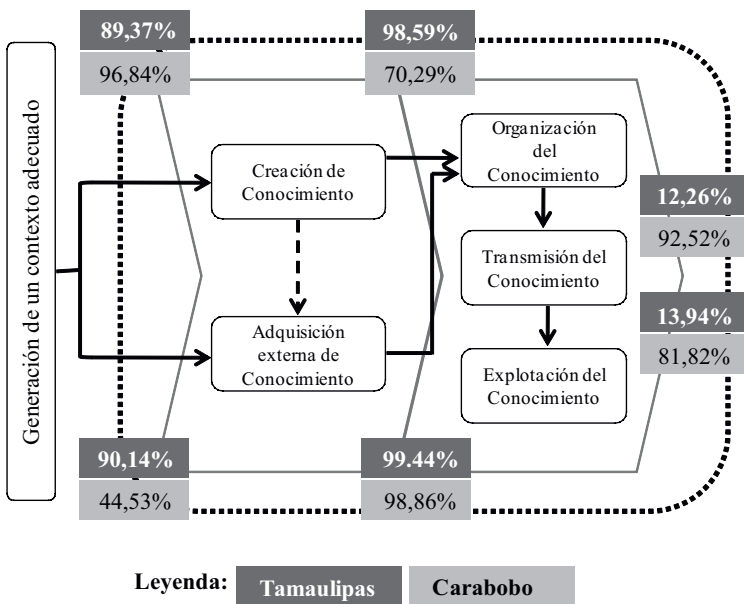 89,37%
96,84%
98,59%
70,29%
Generación de un contexto adecuado
Creación de
Conocimiento
Organización
del
Conocimiento
12,26%
92,52%
Transmisión del
Conocimiento
Adquisición
externa de
Conocimiento
13,94%
81,82%
Explotación del
Conocimiento
90,14%
44,53%
99.44%
98,86%
Leyenda: Tamaulipas Carabobo